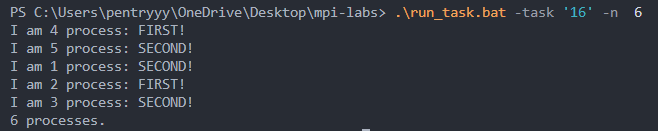 PS C:\Users\pentryyy\OneDrive\Desktop\mpi-labs> .\run_task.bat -task '16' -n  6
I am 4 process: FIRST!
I am 5 process: SECOND!
I am 1 process: SECOND!
I am 2 process: FIRST!
I am 3 process: SECOND!
6 processes.